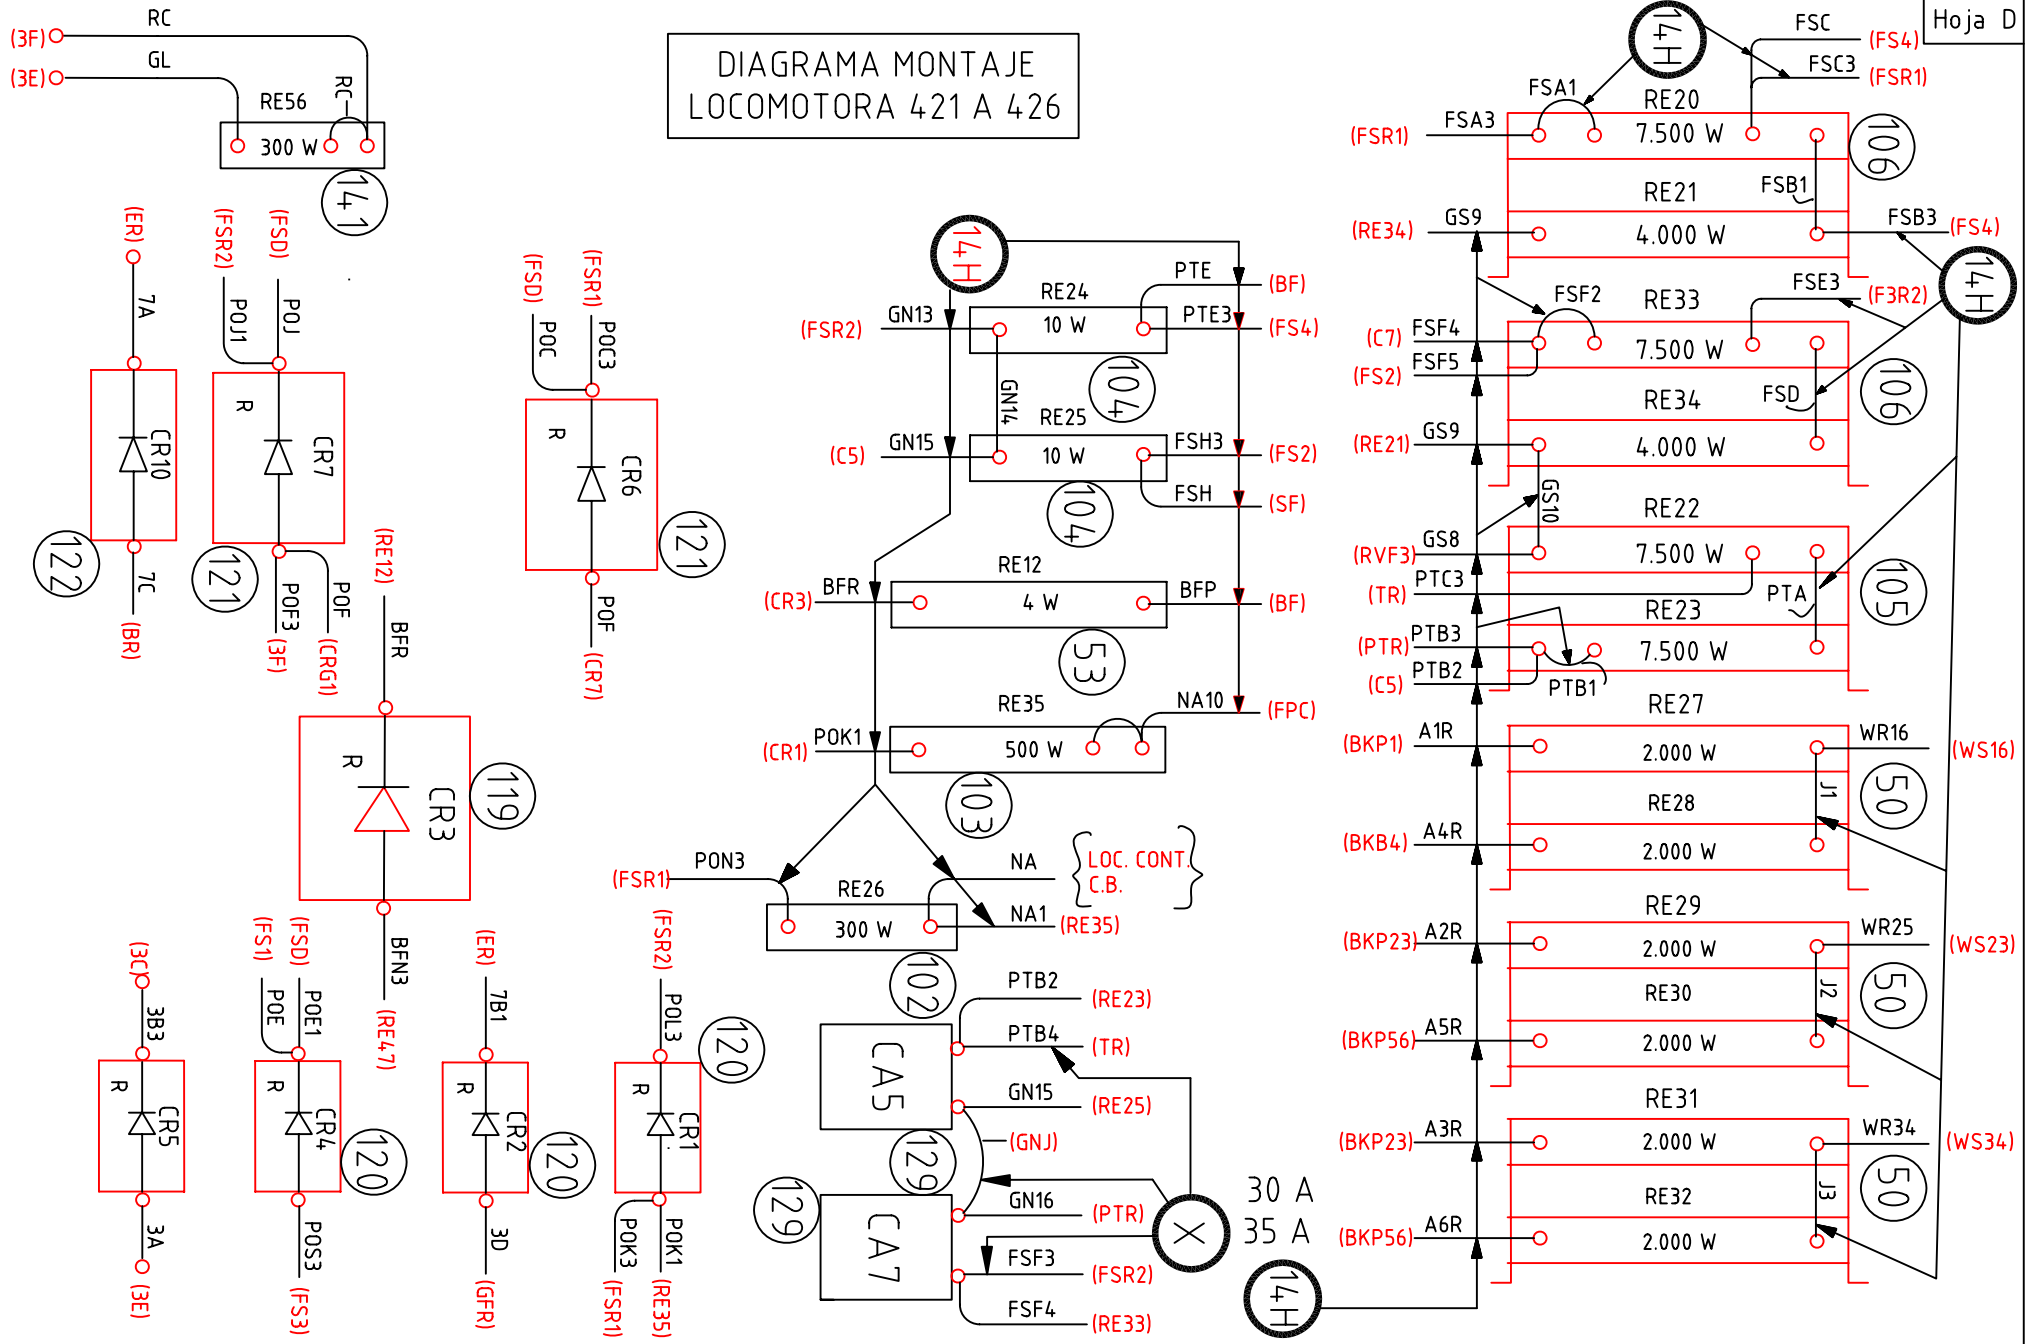 Hoja D
DIAGRAMA MONTAJE
LOCOMOTORA 421 A 426
(3F)
RC
(3E)
GL
RC
RE56
300 W
141
(ER)
7A
CR10
122
7C
(BR)
(FSR2)
(FSD)
POJ1
POJ
R
CR7
121
POF3
POF
(3F)
(CRG1)
(FSD)
(FSR1)
POC
POC3
R
CR6
121
POF
(CR7)
(RE12)
BFR
R
CR3
119
BFN3
(RE47)
(3C)
3B3
R
CR5
3A
(3E)
(FS1)
(FSD)
POE
POE1
R
CR4
120
POS3
(FS3)
(ER)
7B1
R
CR2
120
3D
(GFR)
(FSR2)
POL3
120
R
CR1
POK3
POK1
(FSR1)
(RE35)
14H
PTE
(BF)
RE24
(FSR2)
GN13
10 W
PTE3
(FS4)
104
GN14
RE25
(C5)
GN15
10 W
FSH3
(FS2)
FSH
(SF)
104
RE12
(CR3)
BFR
4 W
BFP
(BF)
53
RE35
NA10
(FPC)
(CR1)
POK1
500 W
103
PON3
(FSR1)
RE26
NA
LOC. CONT.
C.B.
300 W
NA1
(RE35)
102
PTB2
(RE23)
CA5
PTB4
(TR)
GN15
(RE25)
(GNJ)
129
GN16
(PTR)
129
CA7
FSF3
(FSR2)
FSF4
(RE33)
X
30 A
35 A
14H
14H
FSC
(FS4)
FSC3
(FSR1)
FSA1
RE20
(FSR1)
FSA3
7.500 W
106
FSB1
RE21
(RE34)
GS9
4.000 W
FSB3
(FS4)
14H
FSF2
RE33
FSE3
(F3R2)
(C7)
FSF4
7.500 W
(FS2)
FSF5
FSD
106
RE34
(RE21)
GS9
4.000 W
GS10
RE22
(RVF3)
GS8
7.500 W
(TR)
PTC3
PTA
105
RE23
(PTR)
PTB3
7.500 W
(C5)
PTB2
PTB1
RE27
(BKP1)
A1R
2.000 W
WR16
(WS16)
J1
50
RE28
(BKB4)
A4R
2.000 W
RE29
(BKP23)
A2R
2.000 W
WR25
(WS23)
J2
50
RE30
(BKP56)
A5R
2.000 W
RE31
(BKP23)
A3R
2.000 W
WR34
(WS34)
J3
50
RE32
(BKP56)
A6R
2.000 W